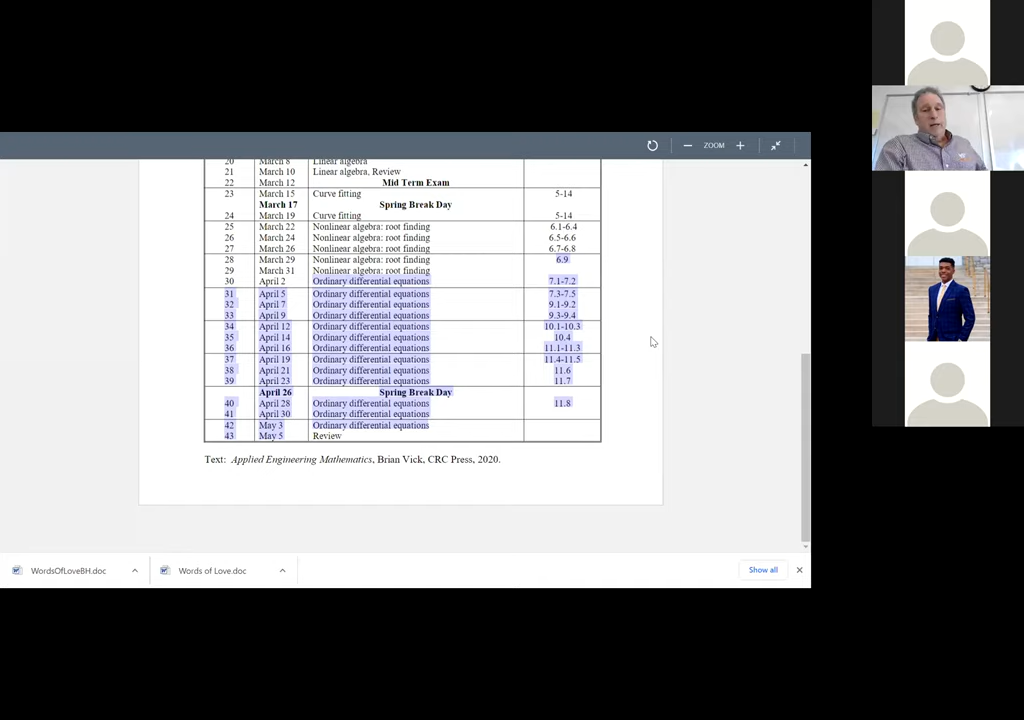 ZOOM
20 March 8 Linear algebra
21 March 10 Linear algebra, Review
22 March 12 Mid Term Exam
23 March 15 Curve fitting 5-14
March 17 Spring Break Day
24 March 19 Curve fitting 5-14
25 March 22 Nonlinear algebra: root finding 6.1-6.4
26 March 24 Nonlinear algebra: root finding 6.5-6.6
27 March 26 Nonlinear algebra: root finding 6.7-6.8
28 March 29 Nonlinear algebra: root finding 6.9
29 March 31 Nonlinear algebra: root finding
30 April 2 Ordinary differential equations 7.1-7.2
31 April 5 Ordinary differential equations 7.3-7.5
32 April 7 Ordinary differential equations 9.1-9.2
33 April 9 Ordinary differential equations 9.3-9.4
34 April 12 Ordinary differential equations 10.1-10.3
35 April 14 Ordinary differential equations 10.4
36 April 16 Ordinary differential equations 11.1-11.3
37 April 19 Ordinary differential equations 11.4-11.5
38 April 21 Ordinary differential equations 11.6
39 April 23 Ordinary differential equations 11.7
April 26 Spring Break Day
40 April 28 Ordinary differential equations 11.8
41 April 30 Ordinary differential equations
42 May 3 Ordinary differential equations
43 May 5 Review
Text: Applied Engineering Mathematics, Brian Vick, CRC Press, 2020.
WordsOfLoveBH.doc
Words of Love.doc
Show all